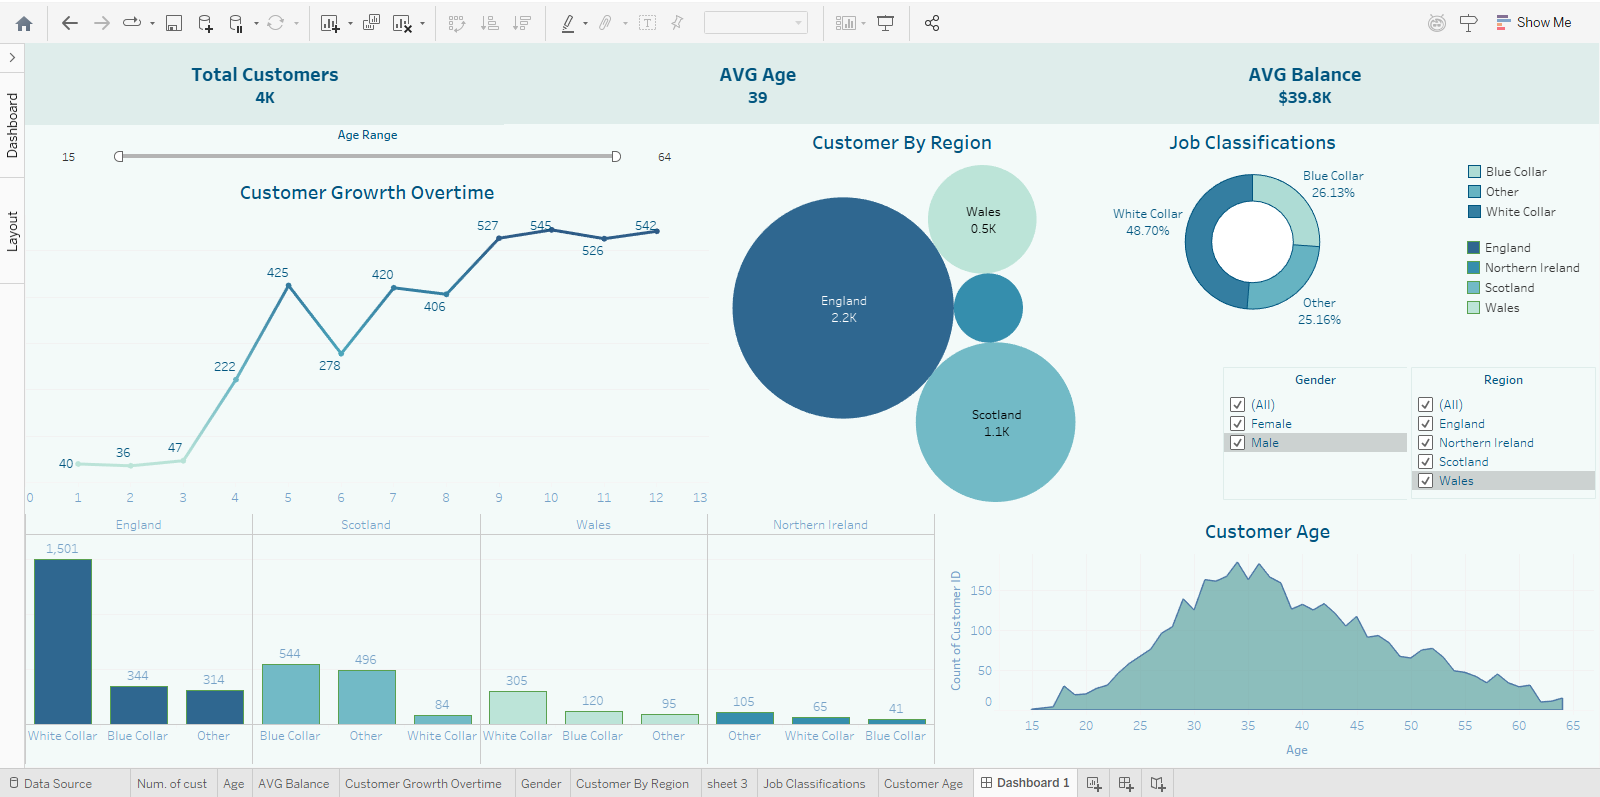 Show Me
Dashboard
Layout
Total Customers
4K
AVG Age
39
AVG Balance
$39.8K
Age Range
15
64
Customer Growrth Overtime
40
36
47
222
425
278
420
406
527
545
526
542
0 1 2 3 4 5 6 7 8 9 10 11 12 13
Customer By Region
Wales
0.5K
England
2.2K
Scotland
1.1K
Job Classifications
Blue Collar
26.13%
White Collar
48.70%
Other
25.16%
Blue Collar
Other
White Collar
England
Northern Ireland
Scotland
Wales
Gender
(All)
Female
Male
Region
(All)
England
Northern Ireland
Scotland
Wales
England Scotland Wales Northern Ireland
1,501 344 314 544 496 84 305 120 95 105 65 41
White Collar Blue Collar Other Blue Collar Other White Collar White Collar Blue Collar Other Other White Collar Blue Collar
Customer Age
Count of Customer ID
150
100
50
0
15 20 25 30 35 40 45 50 55 60 65
Age
Data Source Num. of cust Age AVG Balance Customer Growrth Overtime Gender Customer By Region sheet 3 Job Classifications Customer Age Dashboard 1